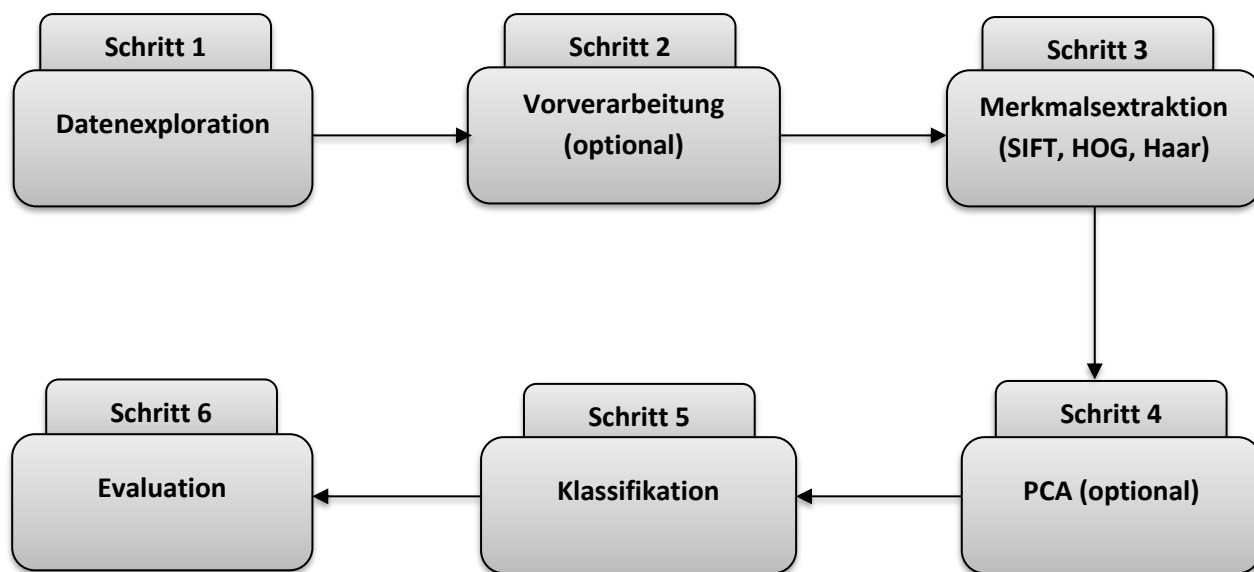 Schritt 1
Datenexploration
Schritt 2
Vorverarbeitung
(optional)
Schritt 3
Merkmalsextraktion
(SIFT, HOG, Haar)
Schritt 4
PCA (optional)
Schritt 5
Klassifikation
Schritt 6
Evaluation